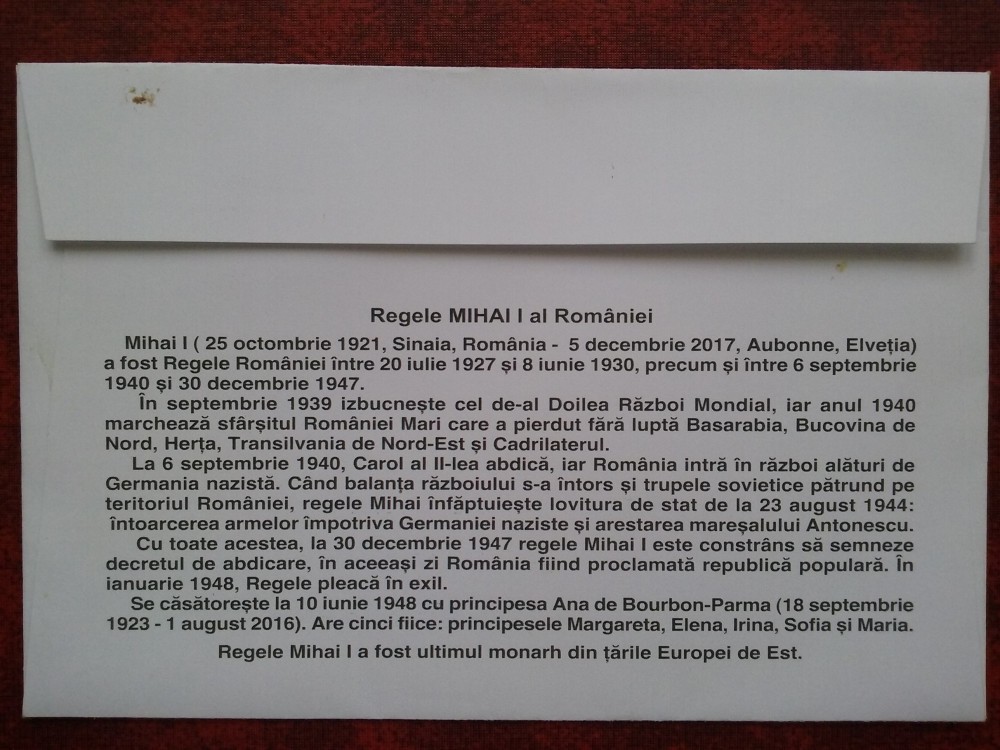 Regele MIHAI I al României
Mihai I ( 25 octombrie 1921, Sinaia, România - 5 decembrie 2017, Aubonne, Elveția)
a fost Regele României între 20 iulie 1927 și 8 iunie 1930, precum și între 6 septembrie
1940 și 30 decembrie 1947.
În septembrie 1939 izbucnește cel de-al Doilea Război Mondial, iar anul 1940
marchează sfârșitul României Mari care a pierdut fără luptă Basarabia, Bucovina de
Nord, Herța, Transilvania de Nord-Est și Cadrilaterul.
La 6 septembrie 1940, Carol al II-lea abdică, iar România intră în război alături de
Germania nazistă. Când balanța războiului s-a întors și trupele sovietice pătrund pe
teritoriul României, regele Mihai înfăptuiește lovitura de stat de la 23 august 1944:
întoarcerea armelor împotriva Germaniei naziste și arestarea mareșalului Antonescu.
Cu toate acestea, la 30 decembrie 1947 regele Mihai I este constrâns să semneze
decretul de abdicare, în aceeași zi România fiind proclamată republică populară. În
ianuarie 1948, Regele pleacă în exil.
Se căsătorește la 10 iunie 1948 cu principesa Ana de Bourbon-Parma (18 septembrie
1923 - 1 august 2016). Are cinci fiice: principesele Margareta, Elena, Irina, Sofia și Maria.
Regele Mihai I a fost ultimul monarh din țările Europei de Est.